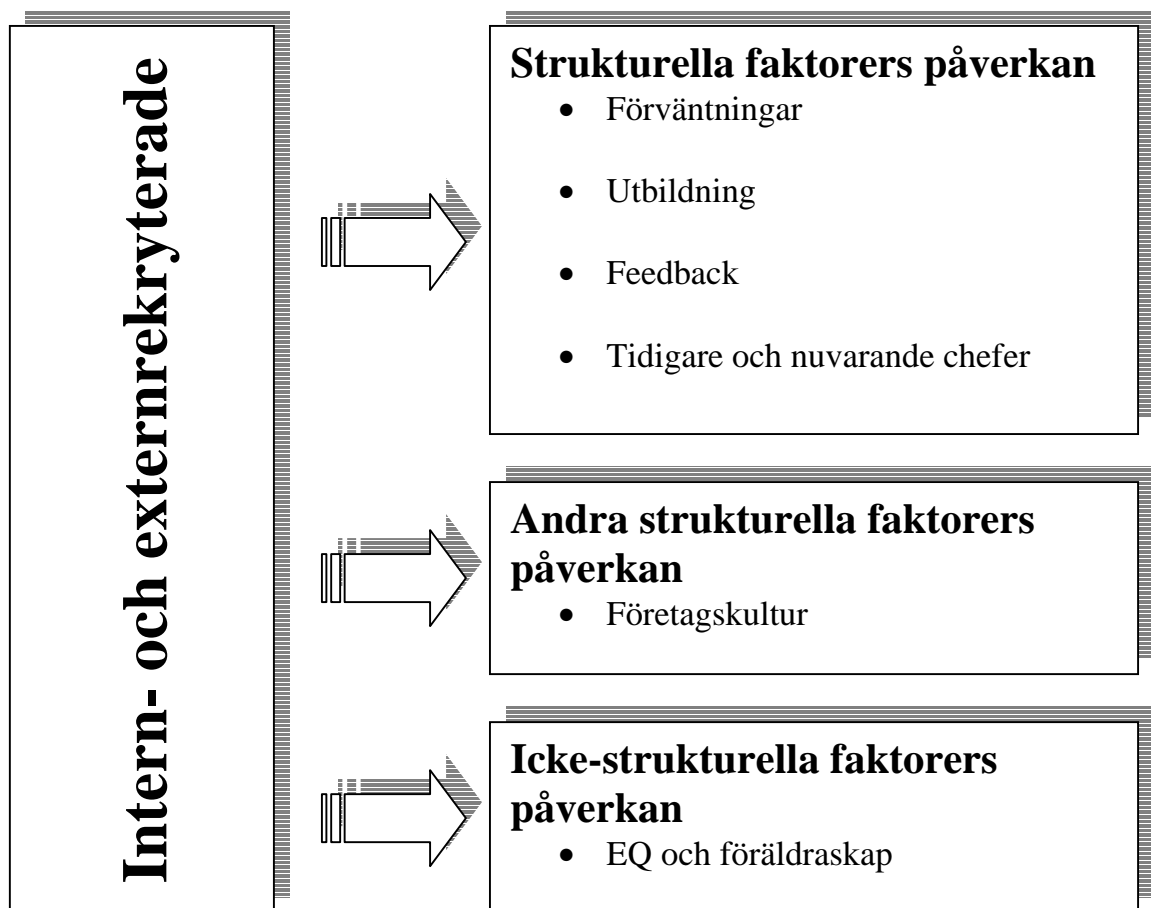 Intern- och externrekryterade
Strukturella faktorers påverkan
• Förväntningar
• Utbildning
• Feedback
• Tidigare och nuvarande chefer
Andra strukturella faktorers
påverkan
• Företagskultur
Icke-strukturella faktorers
påverkan
• EQ och föräldraskap